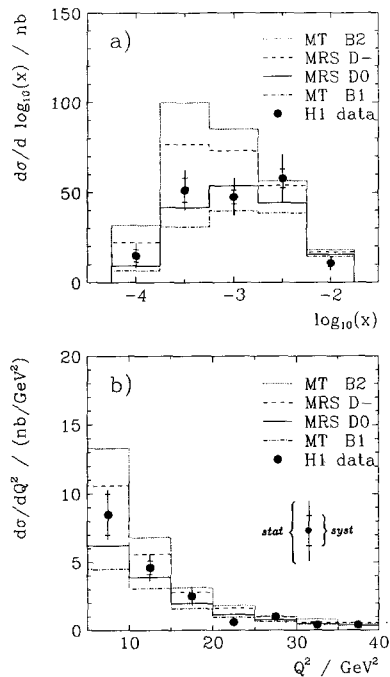 dσ/d log₁₀(x) / nb
a)
MT B2
MRS D-
MRS D0
MT B1
H1 data
150
100
50
0
-4 -3 -2
log₁₀(x)
dσ/dQ² / (nb/GeV²)
b)
MT B2
MRS D-
MRS D0
MT B1
H1 data
stat { } syst
20
15
10
5
0
10 20 30 40
Q² / GeV²